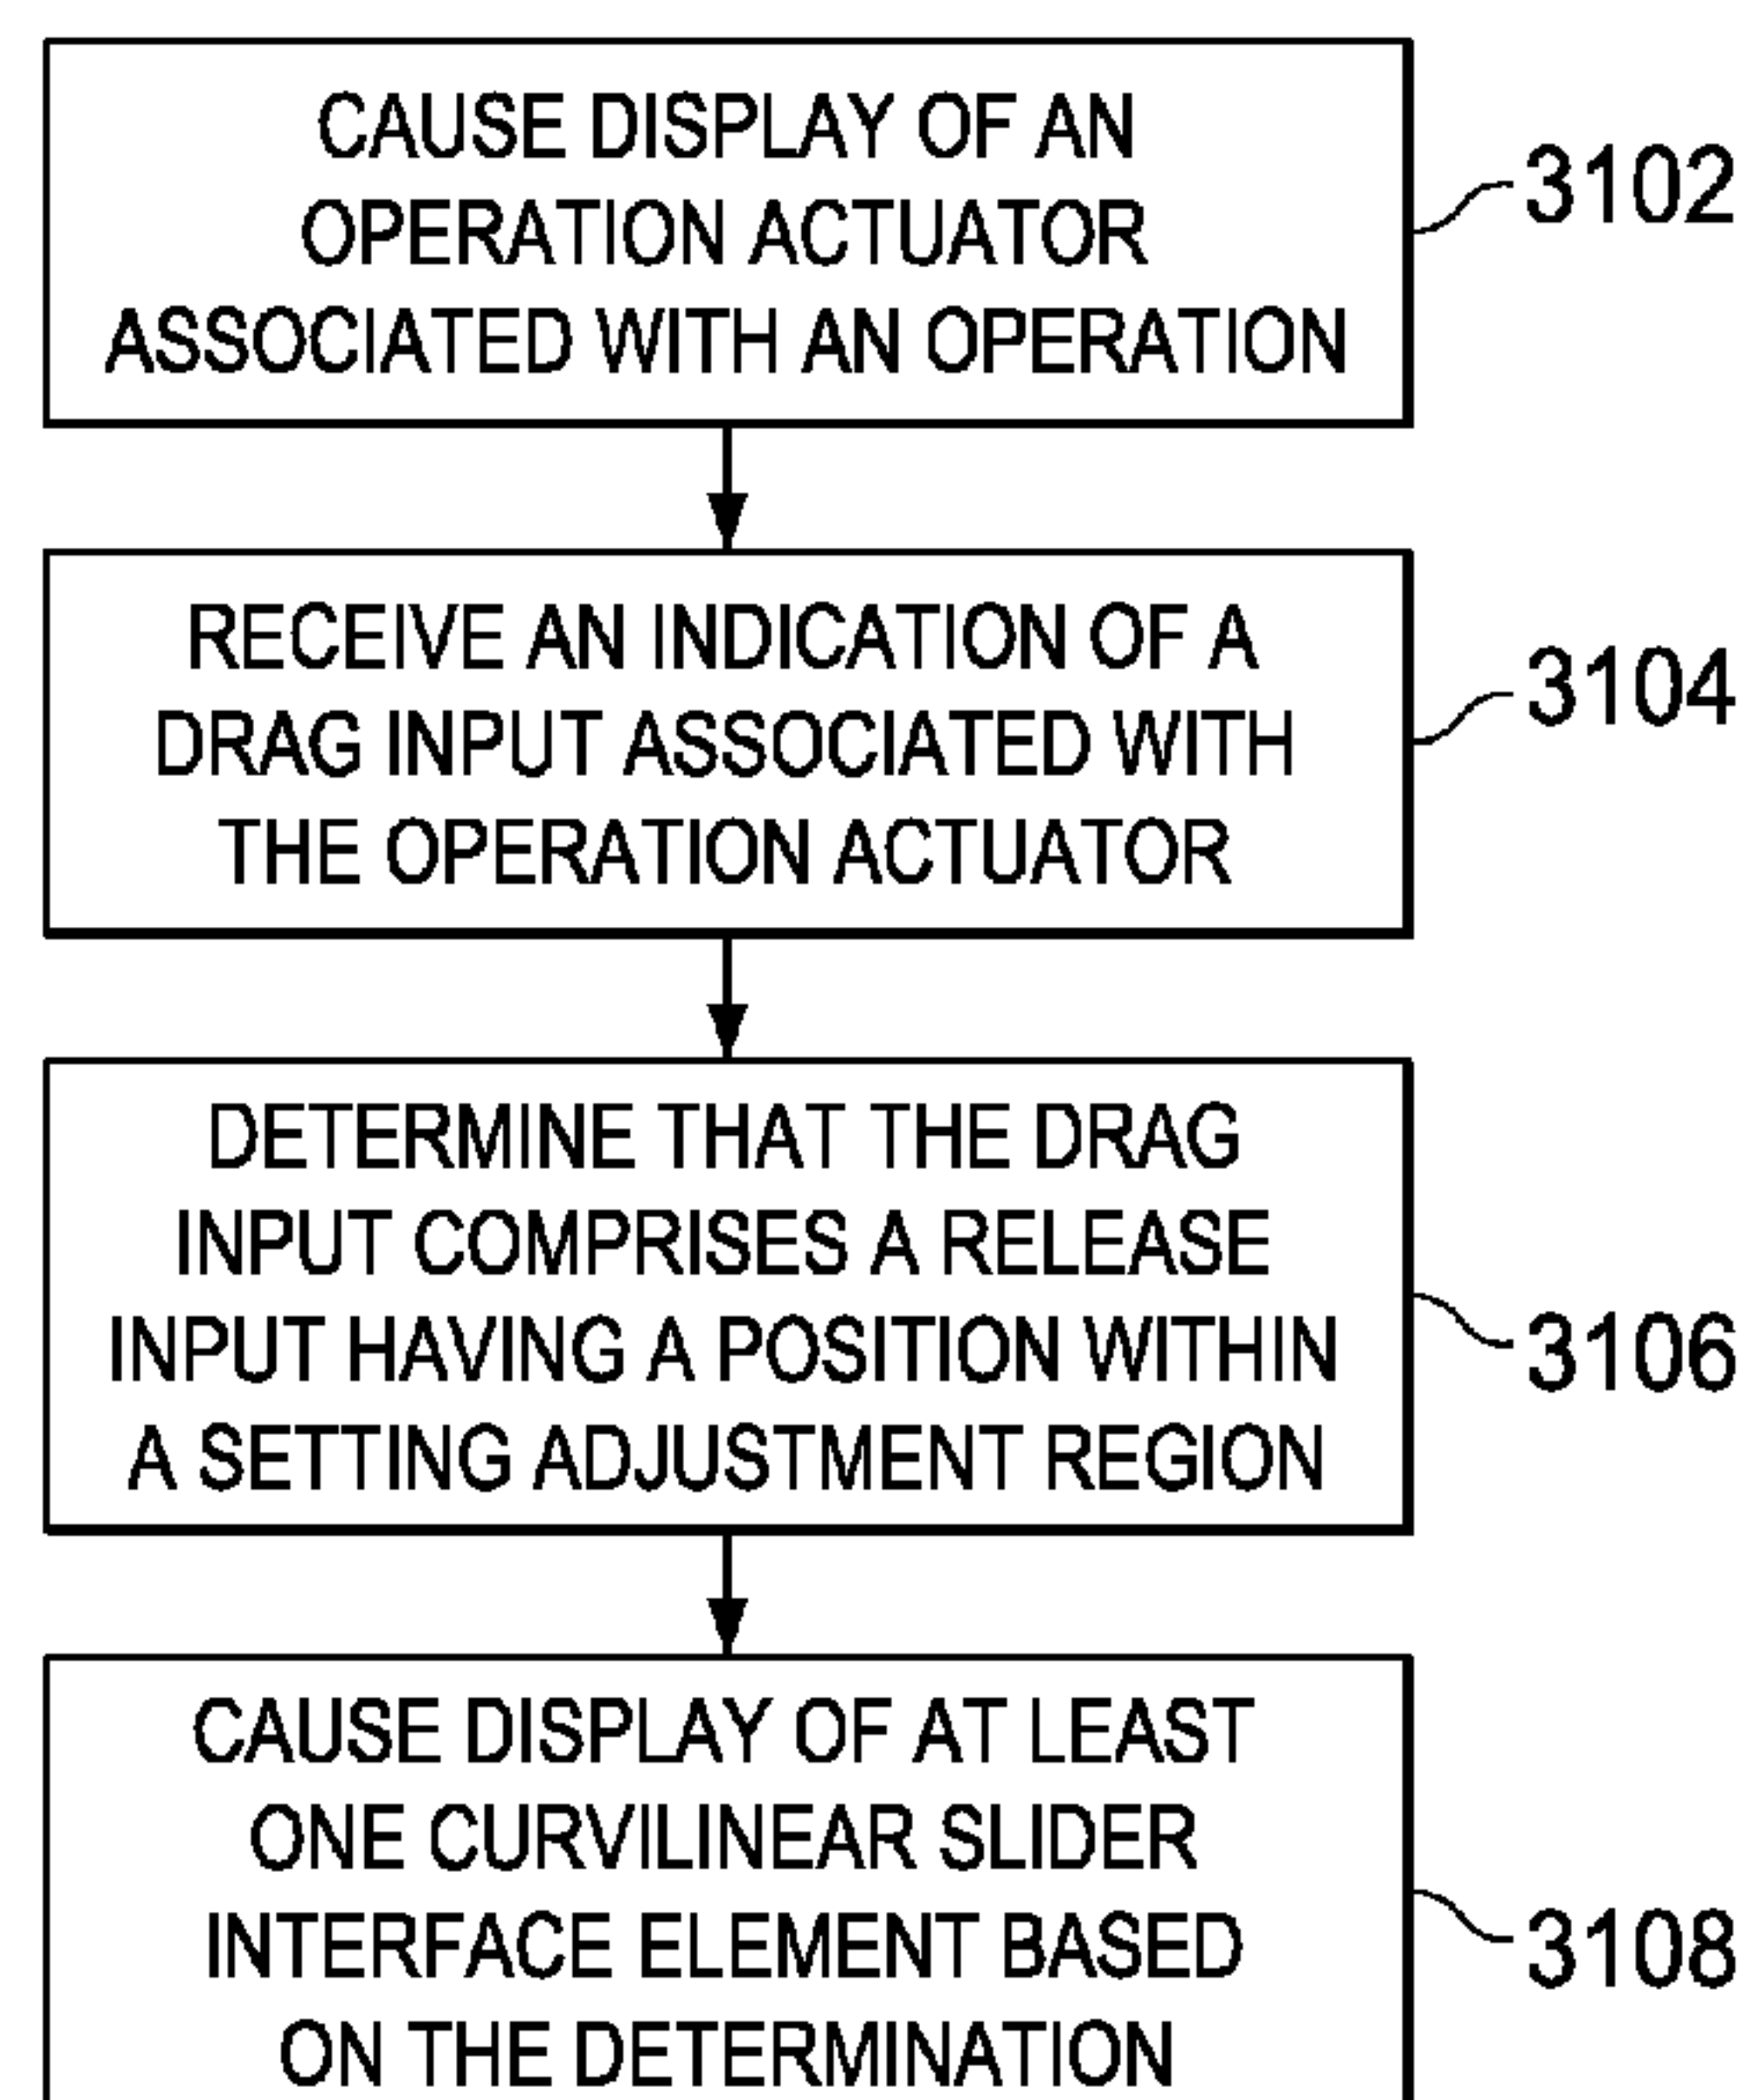 CAUSE DISPLAY OF AN
OPERATION ACTUATOR
ASSOCIATED WITH AN OPERATION
3102
RECEIVE AN INDICATION OF A
DRAG INPUT ASSOCIATED WITH
THE OPERATION ACTUATOR
3104
DETERMINE THAT THE DRAG
INPUT COMPRISES A RELEASE
INPUT HAVING A POSITION WITHIN
A SETTING ADJUSTMENT REGION
3106
CAUSE DISPLAY OF AT LEAST
ONE CURVILINEAR SLIDER
INTERFACE ELEMENT BASED
ON THE DETERMINATION
3108